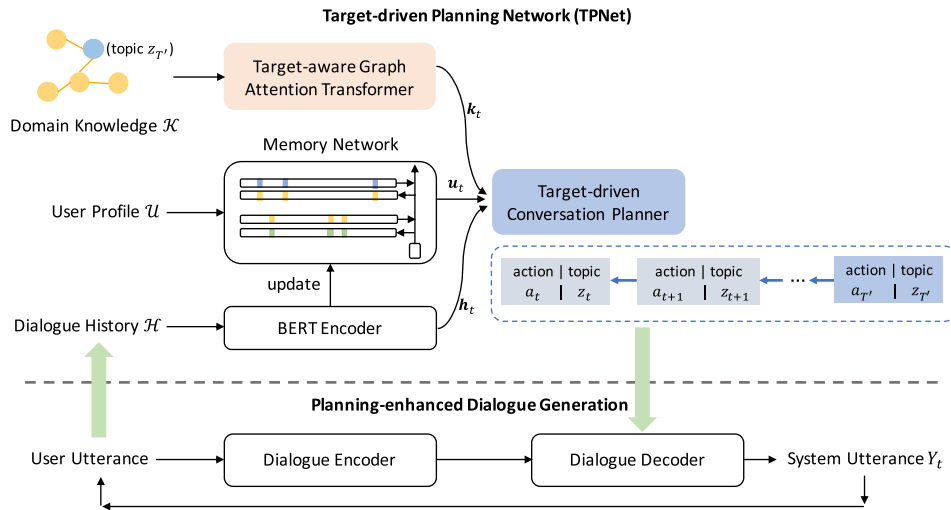 Target-driven Planning Network (TPNet)
(topic z_{T′})
Target-aware Graph
Attention Transformer
Domain Knowledge 𝒦
k_t
Memory Network
User Profile 𝒰
u_t
Target-driven
Conversation Planner
update
action | topic
a_t | z_t
action | topic
a_{t+1} | z_{t+1}
...
action | topic
a_{T′} | z_{T′}
Dialogue History ℋ
BERT Encoder
h_t
Planning-enhanced Dialogue Generation
User Utterance
Dialogue Encoder
Dialogue Decoder
System Utterance Y_t